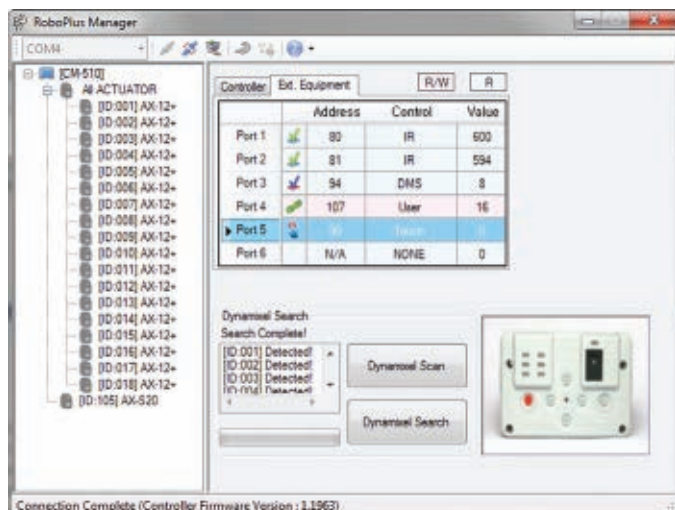 RoboPlus Manager
COM4
[CM-510]
All ACTUATOR
[ID:001] AX-12+
[ID:002] AX-12+
[ID:003] AX-12+
[ID:004] AX-12+
[ID:005] AX-12+
[ID:006] AX-12+
[ID:007] AX-12+
[ID:008] AX-12+
[ID:009] AX-12+
[ID:010] AX-12+
[ID:011] AX-12+
[ID:012] AX-12+
[ID:013] AX-12+
[ID:014] AX-12+
[ID:015] AX-12+
[ID:016] AX-12+
[ID:017] AX-12+
[ID:018] AX-12+
[ID:105] AX-S20
Controller Ext. Equipment R/W R
Address Control Value
Port 1 80 IR 600
Port 2 81 IR 594
Port 3 94 DMS 8
Port 4 107 User 16
Port 5 Touch 0
Port 6 N/A NONE 0
Dynamixel Search
Search Complete!
[ID:001] Detected!
[ID:002] Detected!
[ID:003] Detected!
[ID:004] Detected!
Dynamixel Scan
Dynamixel Search
Connection Complete (Controller Firmware Version : 1.1963)